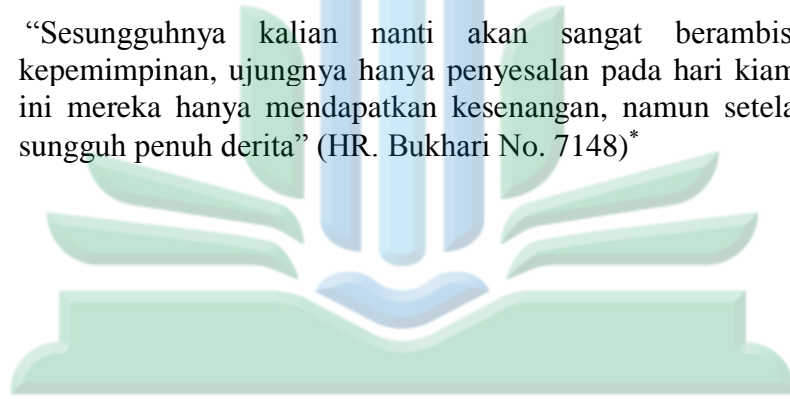 “Sesungguhnya kalian nanti akan sangat berambis
kepemimpinan, ujungnya hanya penyesalan pada hari kiam
ini mereka hanya mendapatkan kesenangan, namun setela
sungguh penuh derita” (HR. Bukhari No. 7148)*